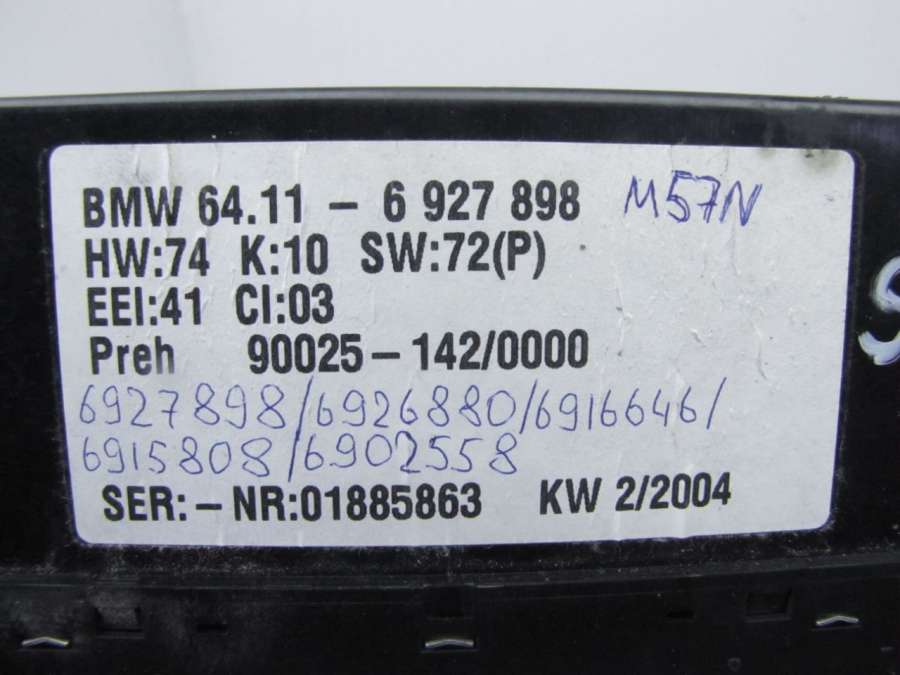 BMW 64.11 - 6 927 898 M57N
HW:74 K:10 SW:72(P)
EEI:41 CI:03
Preh 90025-142/0000
6927898/6926880/6916646/
6915808/6902558
SER:-NR:01885863 KW 2/2004